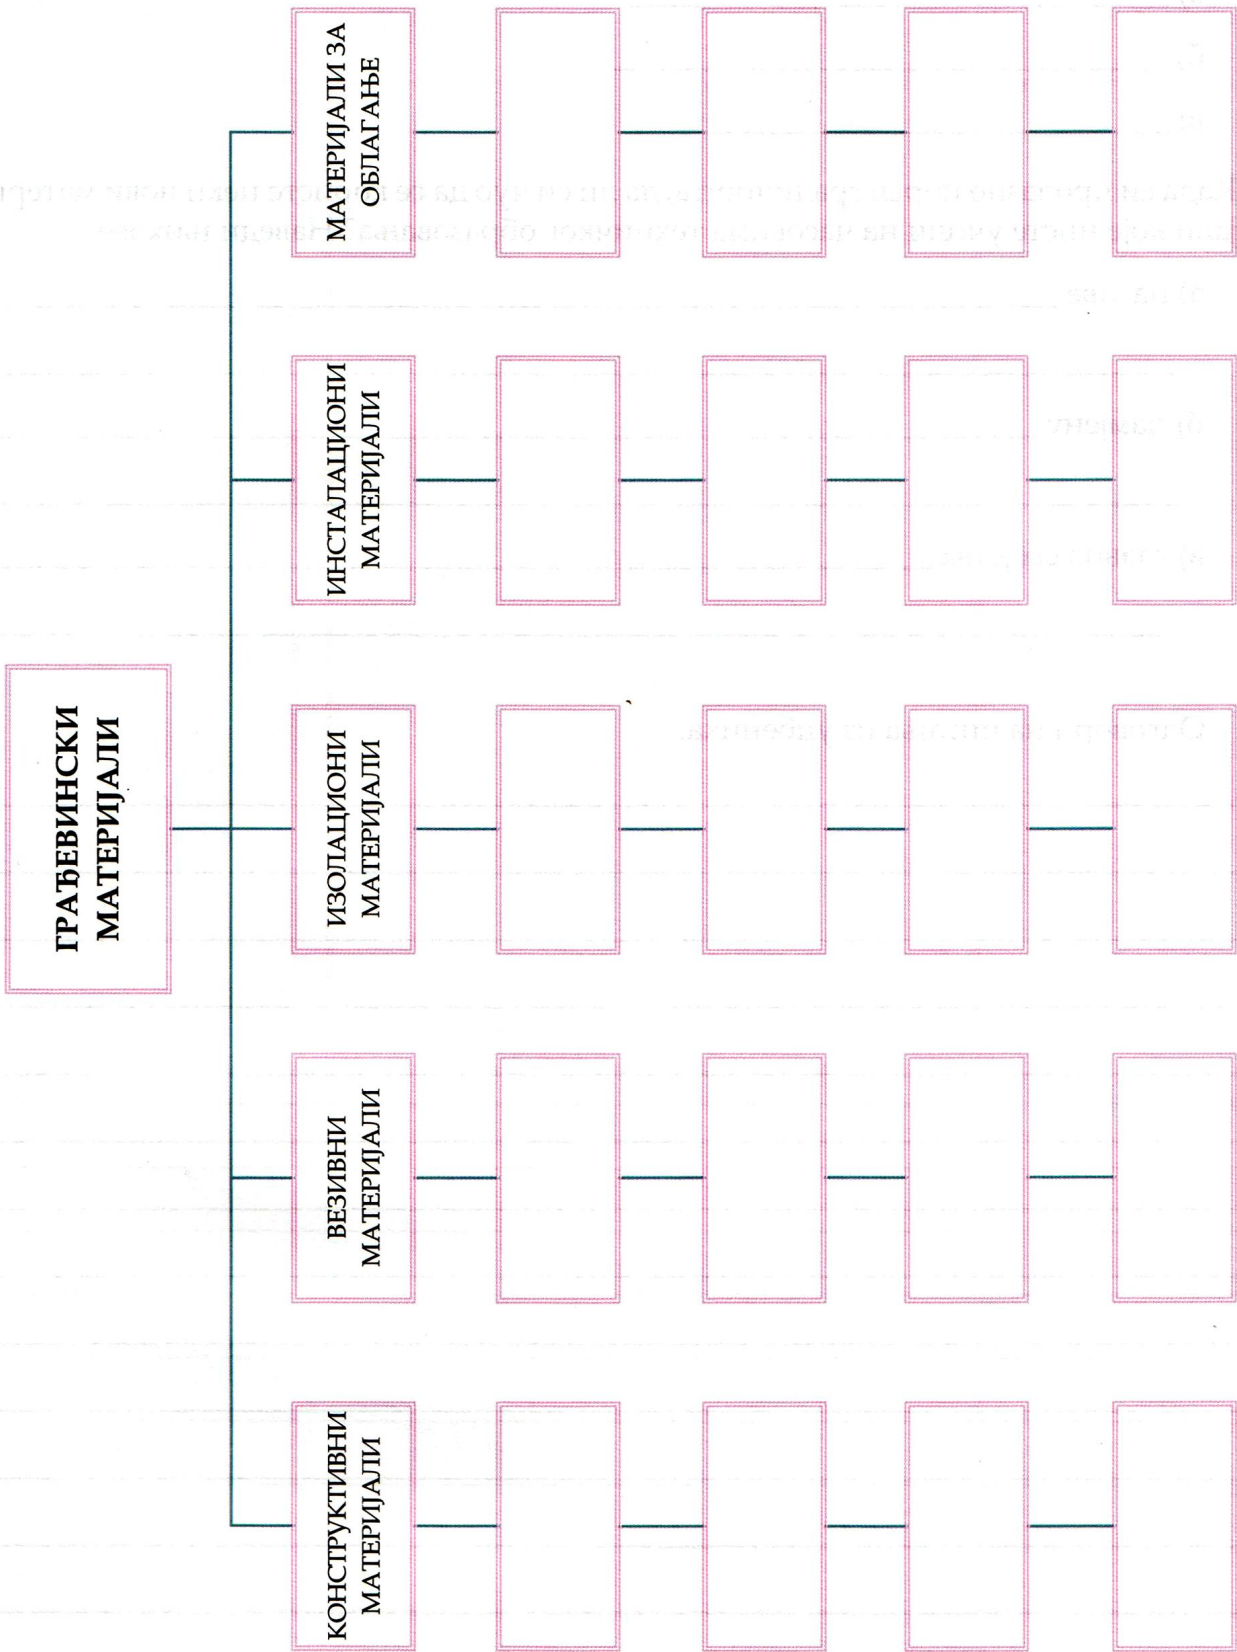 ГРАЂЕВИНСКИ
МАТЕРИЈАЛИ
КОНСТРУКТИВНИ
МАТЕРИЈАЛИ
ВЕЗИВНИ
МАТЕРИЈАЛИ
ИЗОЛАЦИОНИ
МАТЕРИЈАЛИ
ИНСТАЛАЦИОНИ
МАТЕРИЈАЛИ
МАТЕРИЈАЛИ ЗА
ОБЛАГАЊЕ